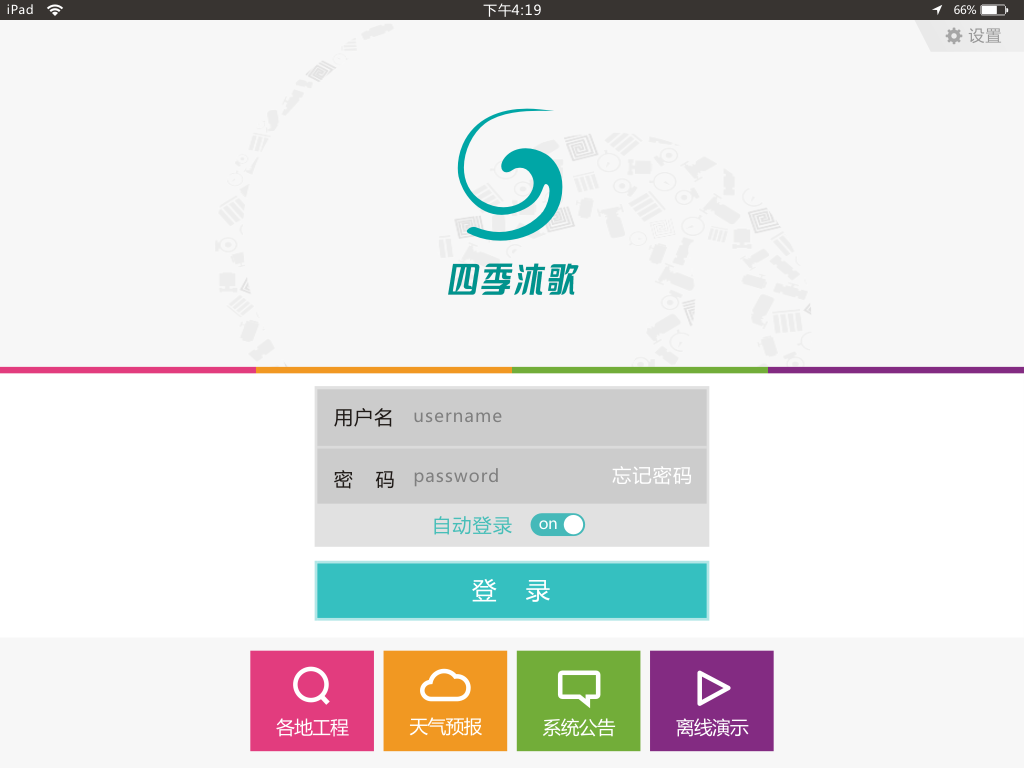 iPad 下午4:19 66%
设置
四季沐歌
用户名 username
密 码 password 忘记密码
自动登录 on
登 录
各地工程 天气预报 系统公告 离线演示